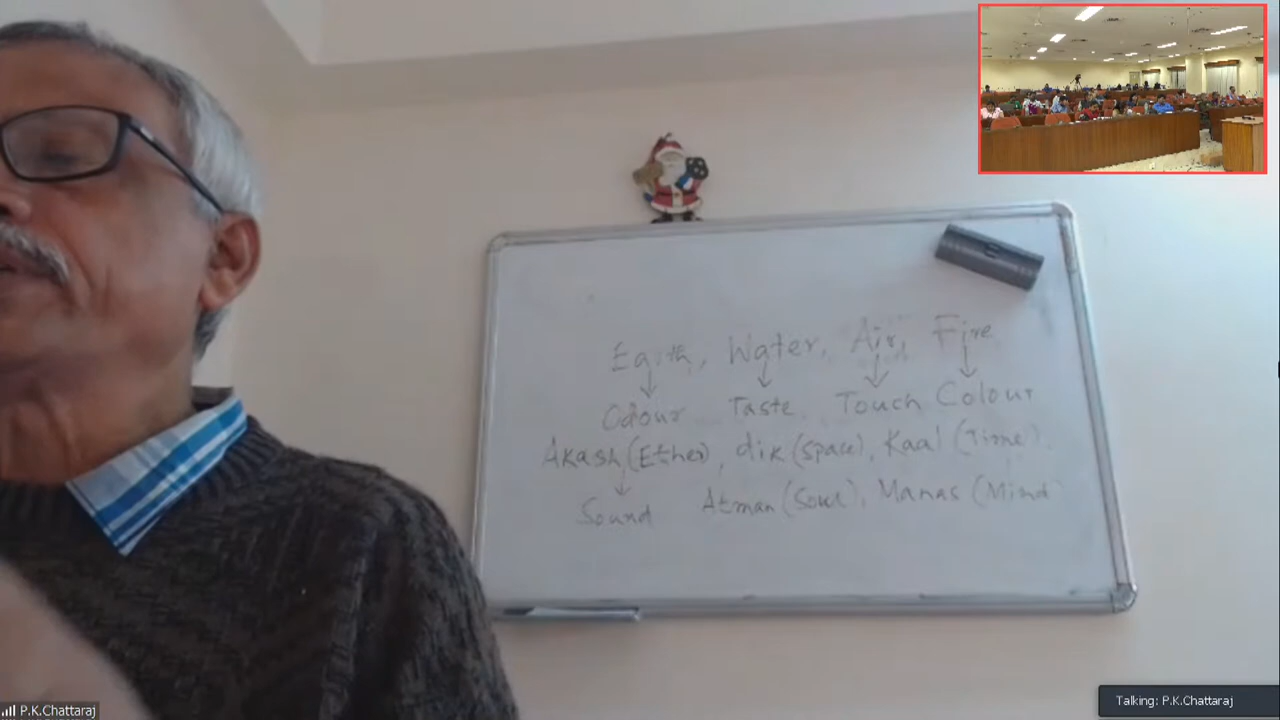 Earth, Water, Air, Fire
Odour Taste Touch Colour
Akash (Ether), dik (Space), Kaal (Time).
Sound Atman (Soul), Manas (Mind
P.K.Chattaraj
Talking: P.K.Chattaraj